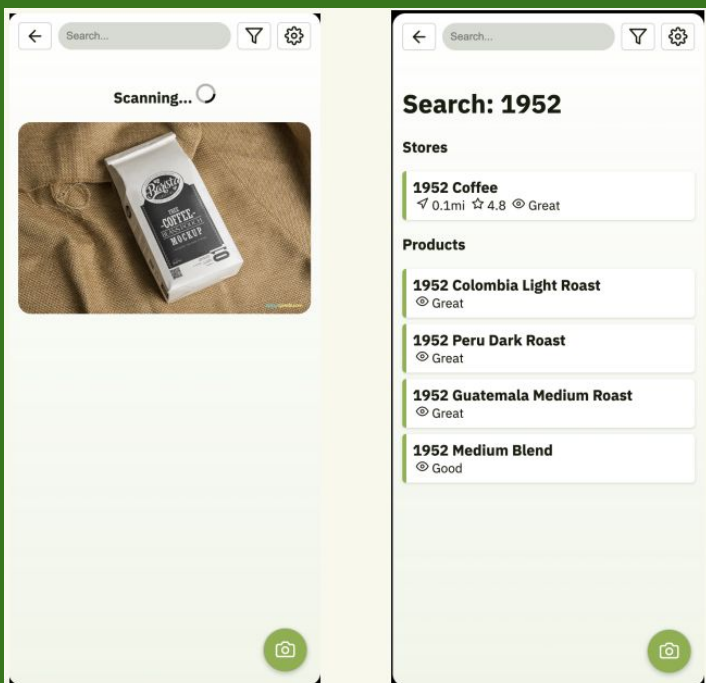 Search...
Scanning...
Barista
FREE
COFFEE
MOCKUP
Search...
Search: 1952
Stores
1952 Coffee
0.1mi 4.8 Great
Products
1952 Colombia Light Roast
Great
1952 Peru Dark Roast
Great
1952 Guatemala Medium Roast
Great
1952 Medium Blend
Good